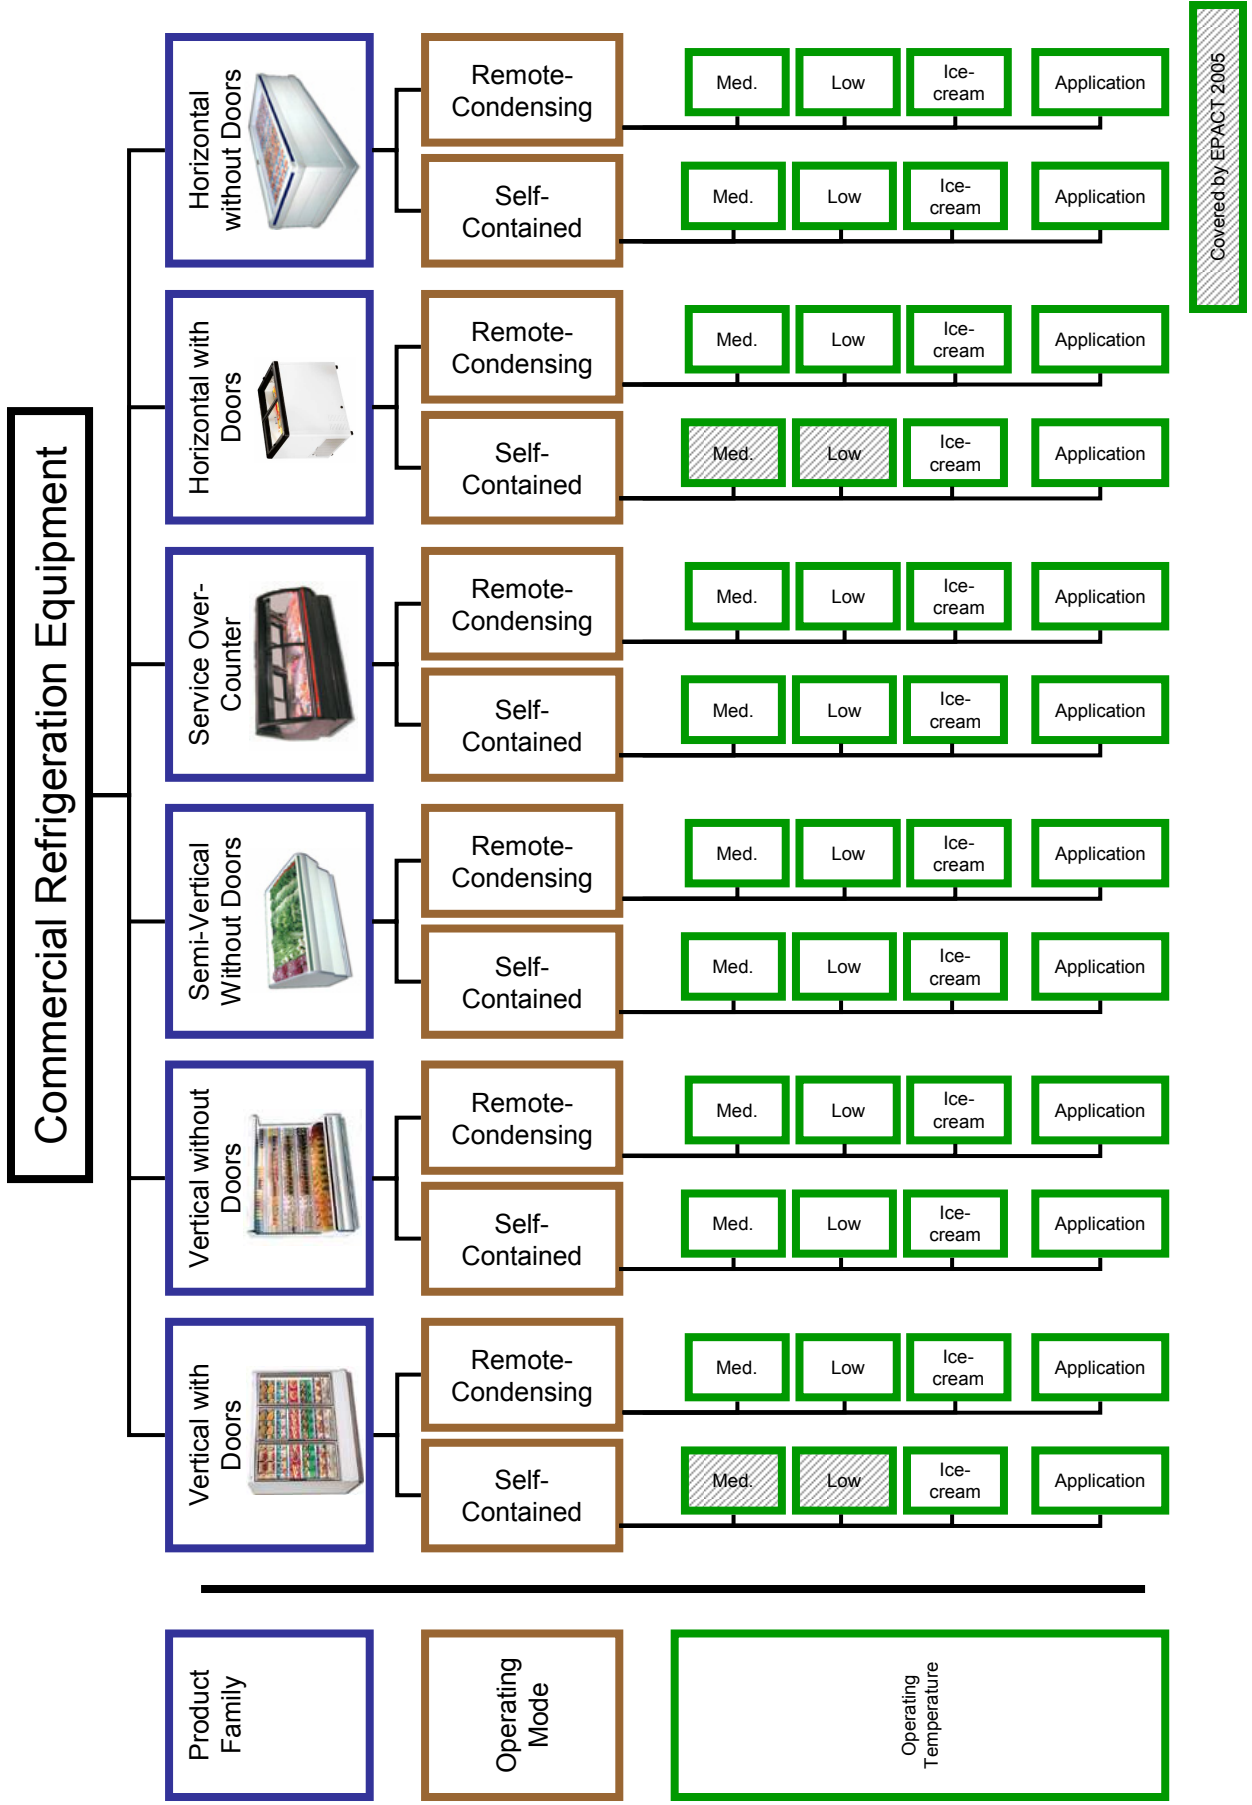 Commercial Refrigeration Equipment
Product
Family
Vertical with
Doors
Vertical without
Doors
Semi-Vertical
Without Doors
Service Over-
Counter
Horizontal with
Doors
Horizontal
without Doors
Operating
Mode
Self-
Contained
Remote-
Condensing
Self-
Contained
Remote-
Condensing
Self-
Contained
Remote-
Condensing
Self-
Contained
Remote-
Condensing
Self-
Contained
Remote-
Condensing
Self-
Contained
Remote-
Condensing
Operating
Temperature
Med.
Low
Ice-
cream
Application
Med.
Low
Ice-
cream
Application
Med.
Low
Ice-
cream
Application
Med.
Low
Ice-
cream
Application
Med.
Low
Ice-
cream
Application
Med.
Low
Ice-
cream
Application
Med.
Low
Ice-
cream
Application
Med.
Low
Ice-
cream
Application
Med.
Low
Ice-
cream
Application
Med.
Low
Ice-
cream
Application
Med.
Low
Ice-
cream
Application
Med.
Low
Ice-
cream
Application
Covered by EPACT 2005